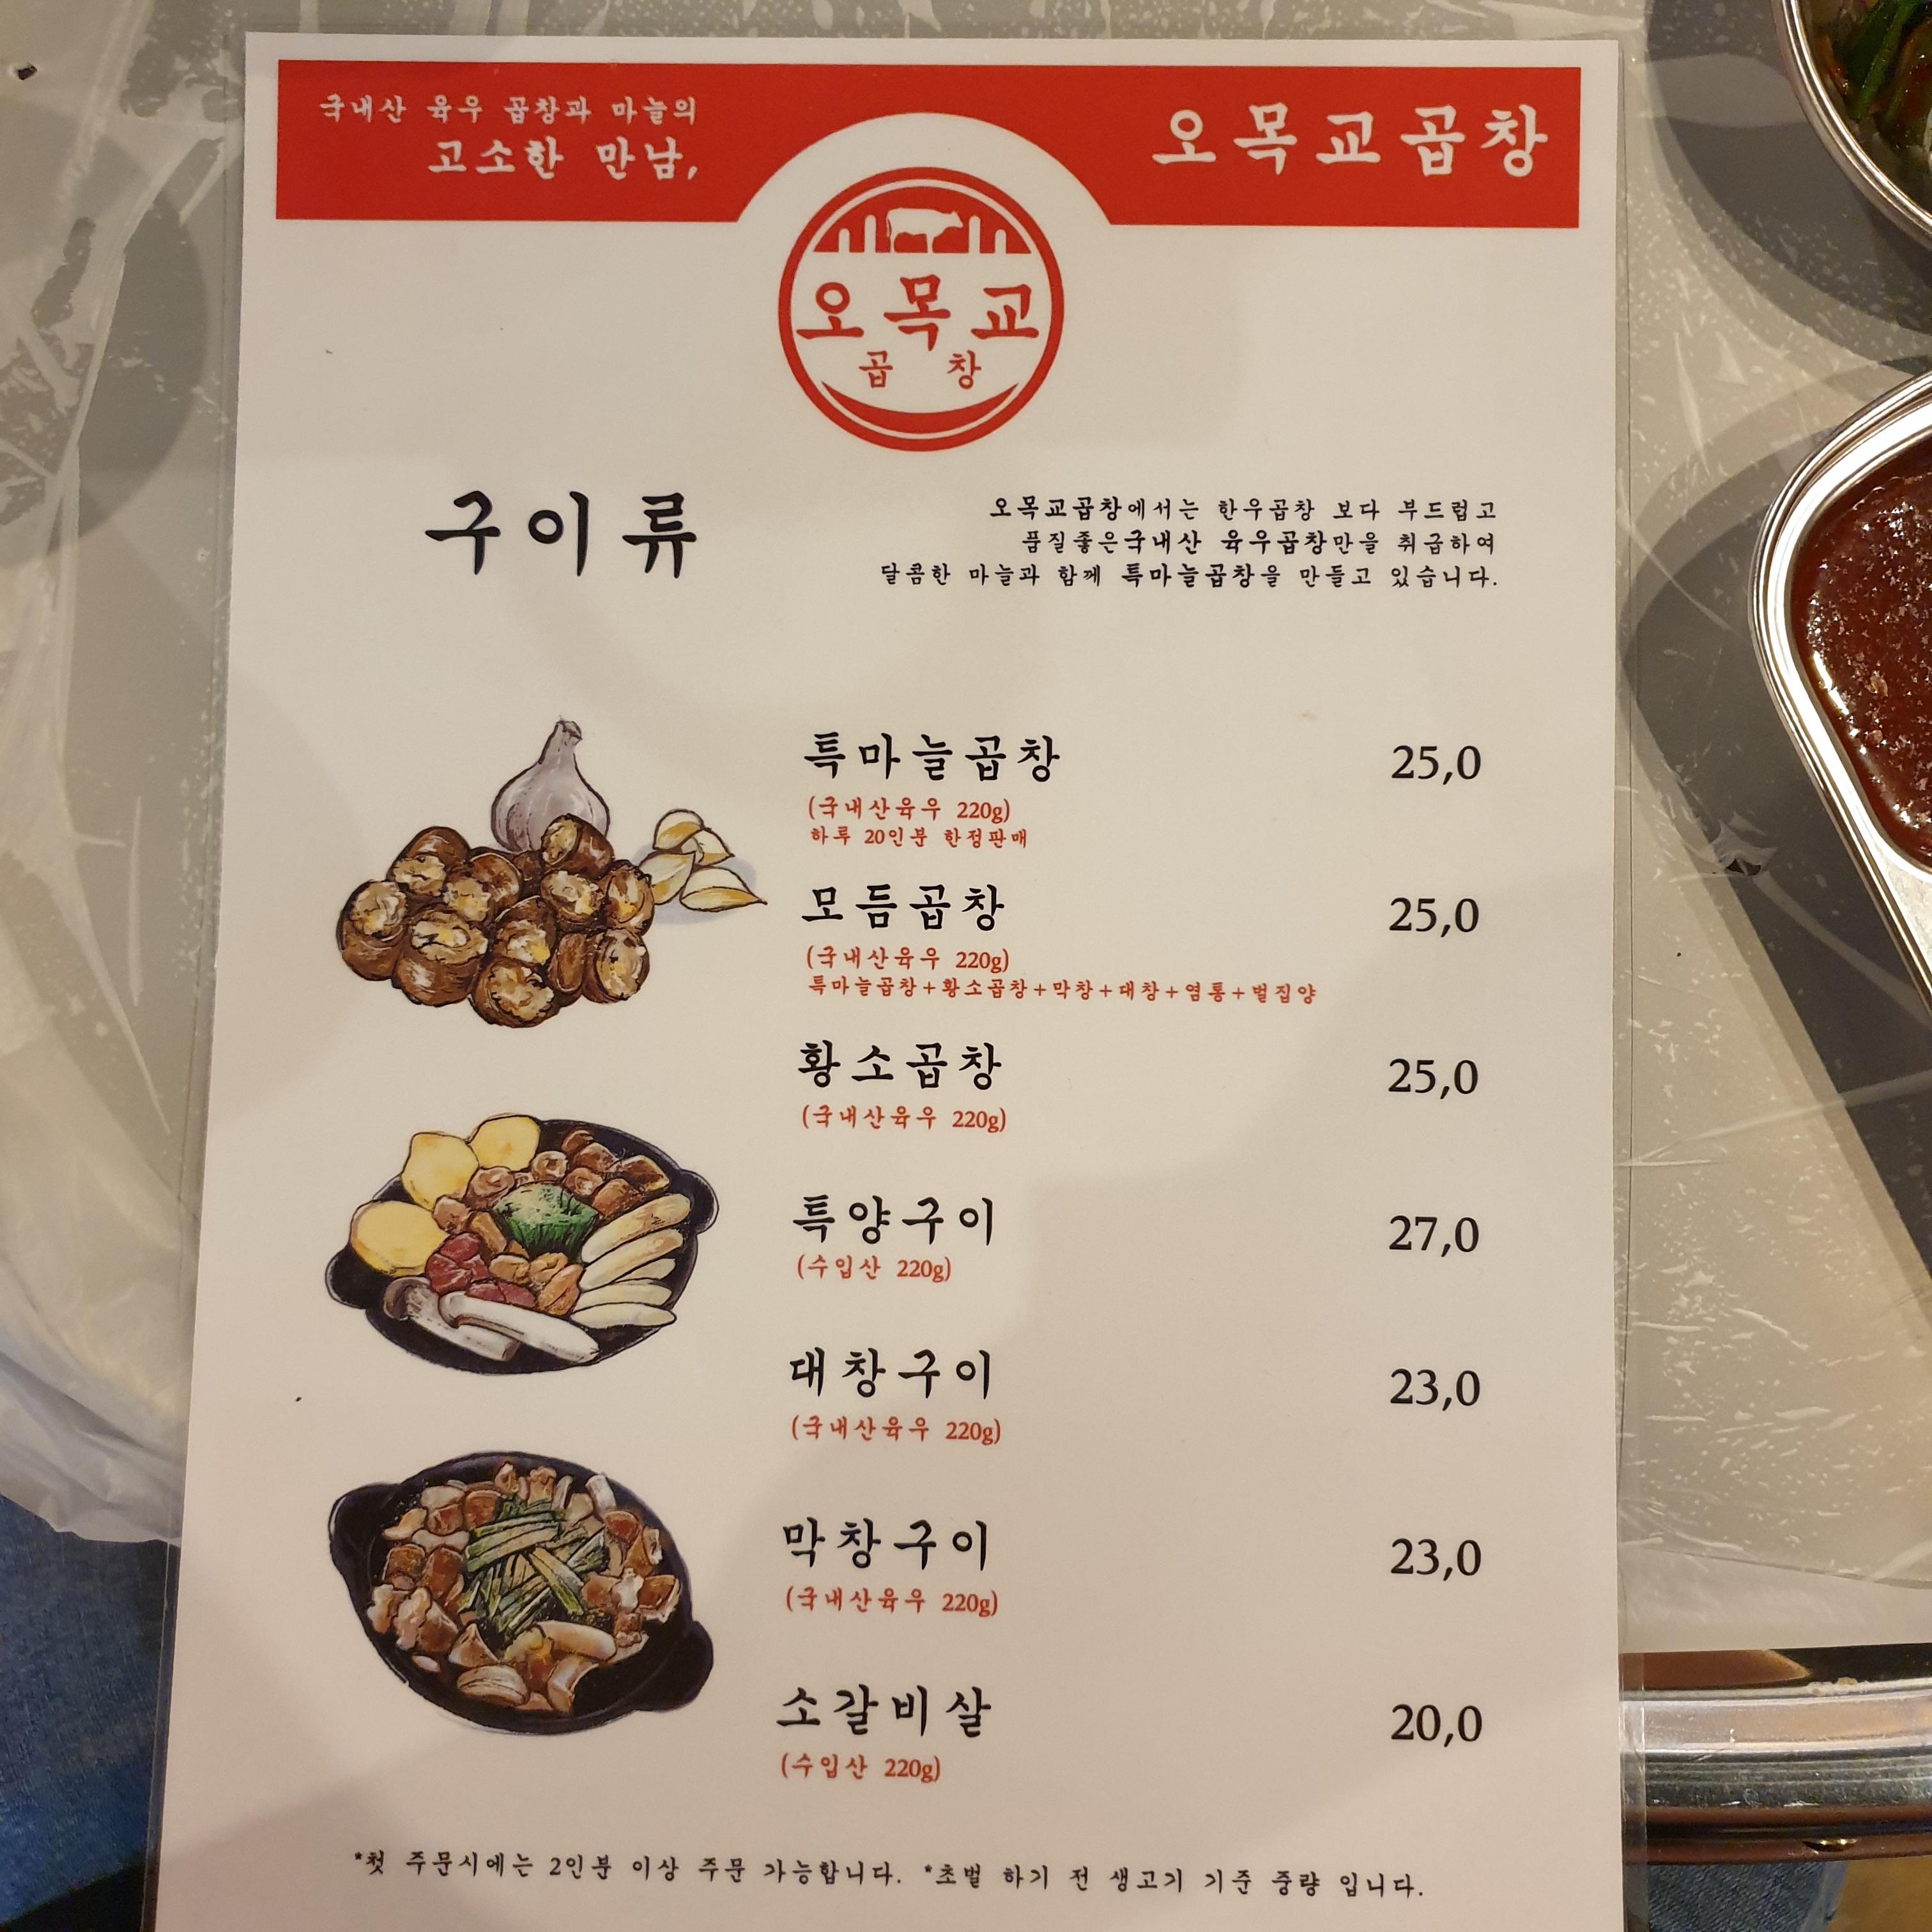 국내산 육우 곱창과 마늘의
고소한 만남,
오목교곱창
오목교
곱창
구이류
오목교곱창에서는 한우곱창 보다 부드럽고
품질좋은국내산 육우곱창만을 취급하여
달콤한 마늘과 함께 특마늘곱창을 만들고 있습니다.
특마늘곱창 25,0
(국내산육우 220g)
하루 20인분 한정판매
모듬곱창 25,0
(국내산육우 220g)
특마늘곱창+황소곱창+막창+대창+염통+벌집양
황소곱창 25,0
(국내산육우 220g)
특양구이 27,0
(수입산 220g)
대창구이 23,0
(국내산육우 220g)
막창구이 23,0
(국내산육우 220g)
소갈비살 20,0
(수입산 220g)
*첫 주문시에는 2인분 이상 주문 가능합니다. *초벌 하기 전 생고기 기준 중량 입니다.